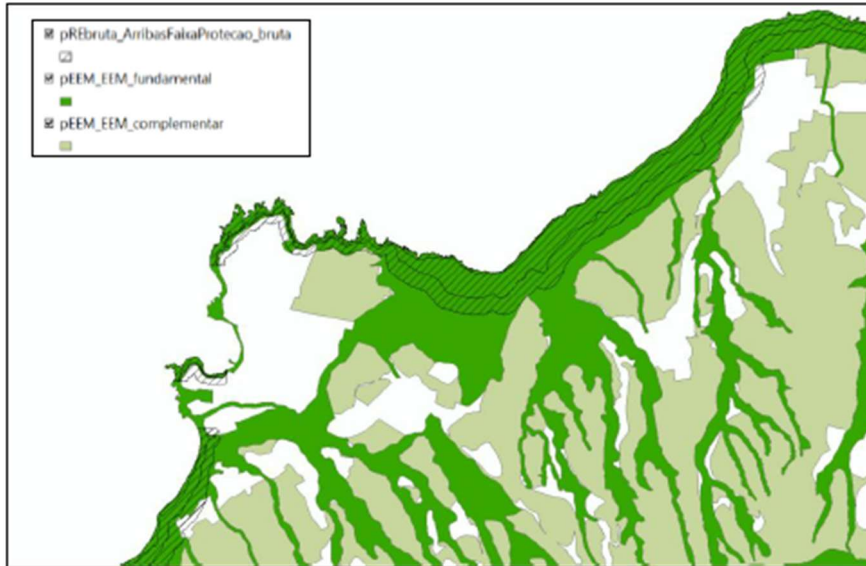 pREbruta_ArribasFaixaProtecao_bruta
pEEM_EEM_fundamental
pEEM_EEM_complementar